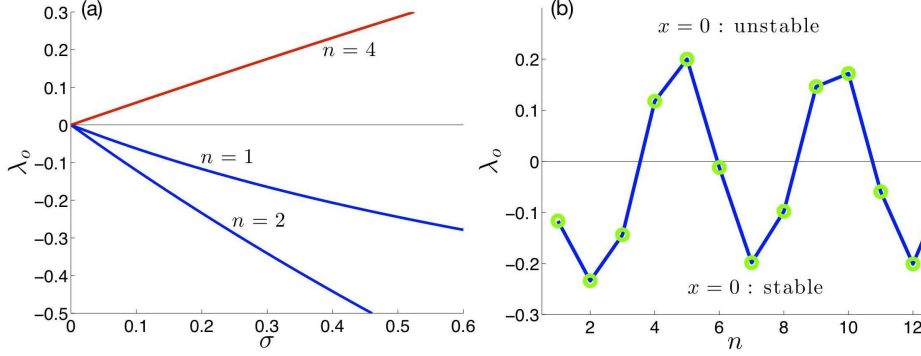 (a)
0.3
0.2
0.1
0
−0.1
−0.2
−0.3
−0.4
−0.5
λo
n = 4
n = 1
n = 2
0 0.1 0.2 0.3 0.4 0.5 0.6
σ
(b)
0.2
0.1
0
−0.1
−0.2
−0.3
λo
x = 0 : unstable
x = 0 : stable
2 4 6 8 10 12
n